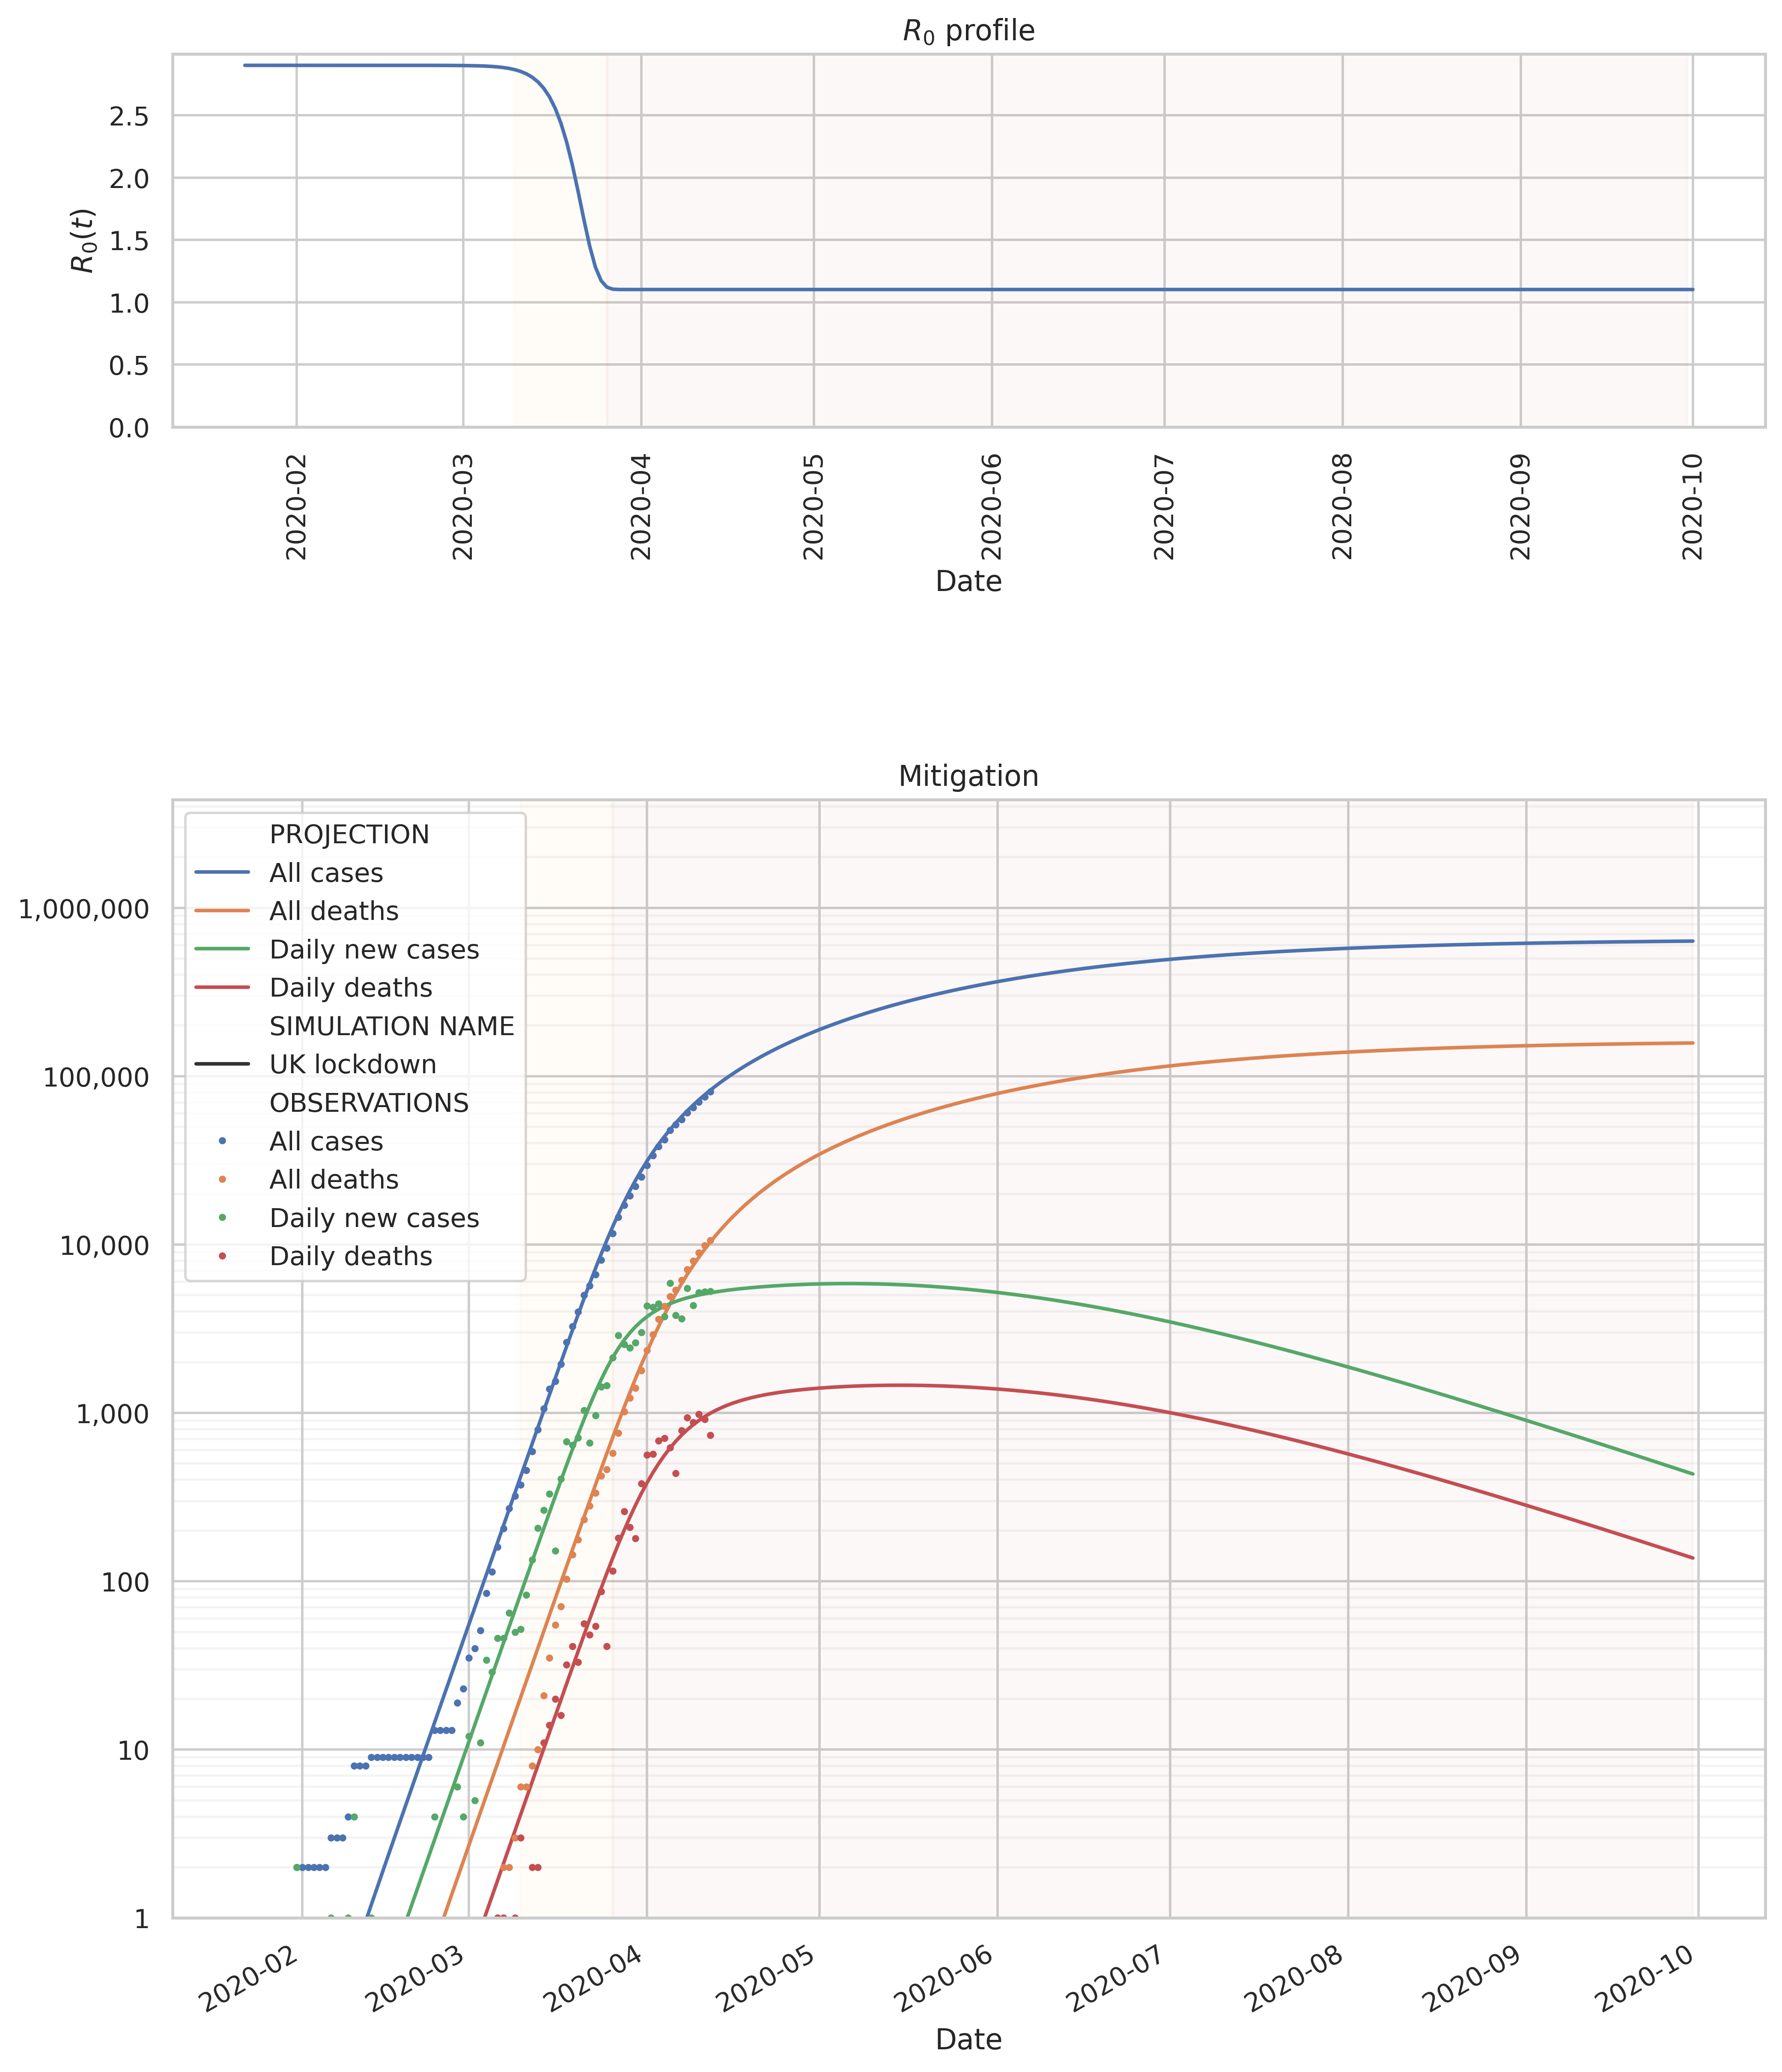 R0 profile
R0(t)
2.5
2.0
1.5
1.0
0.5
0.0
2020-02
2020-03
2020-04
2020-05
2020-06
2020-07
2020-08
2020-09
2020-10
Date
Mitigation
PROJECTION
All cases
All deaths
Daily new cases
Daily deaths
SIMULATION NAME
UK lockdown
OBSERVATIONS
All cases
All deaths
Daily new cases
Daily deaths
1,000,000
100,000
10,000
1,000
100
10
1
2020-02
2020-03
2020-04
2020-05
2020-06
2020-07
2020-08
2020-09
2020-10
Date